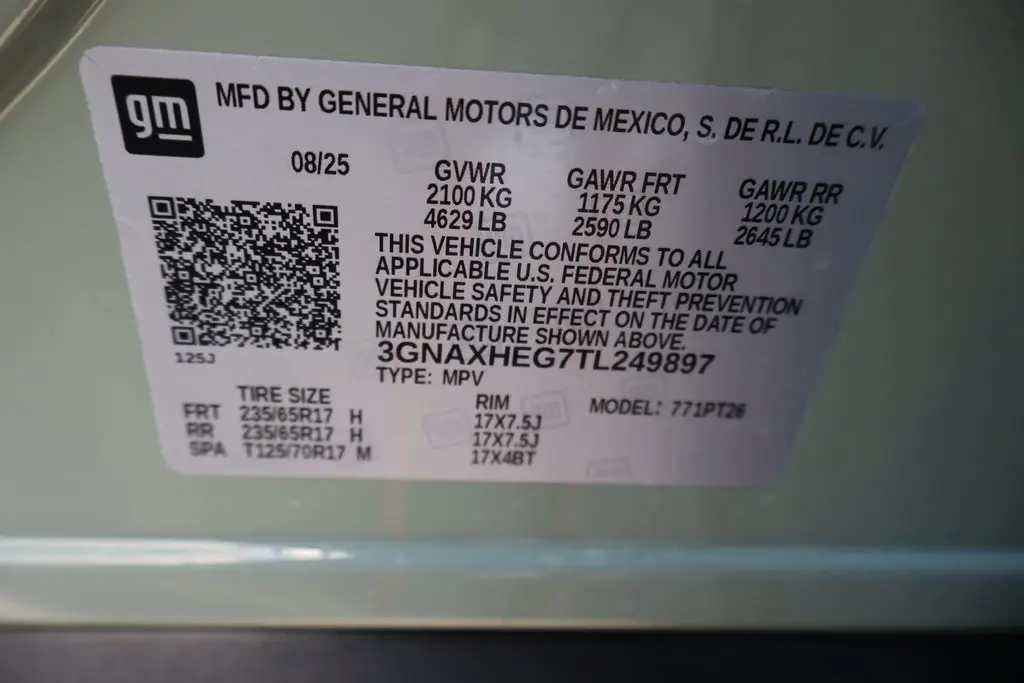 gm
MFD BY GENERAL MOTORS DE MEXICO, S. DE R.L. DE C.V.
08/25 GVWR GAWR FRT GAWR RR
2100 KG 1175 KG 1200 KG
4629 LB 2590 LB 2645 LB
THIS VEHICLE CONFORMS TO ALL
APPLICABLE U.S. FEDERAL MOTOR
VEHICLE SAFETY AND THEFT PREVENTION
STANDARDS IN EFFECT ON THE DATE OF
MANUFACTURE SHOWN ABOVE.
3GNAXHEG7TL249897
125J
TYPE: MPV
TIRE SIZE RIM MODEL: 771PT26
FRT 235/65R17 H 17X7.5J
RR 235/65R17 H 17X7.5J
SPA T125/70R17 M 17X4BT